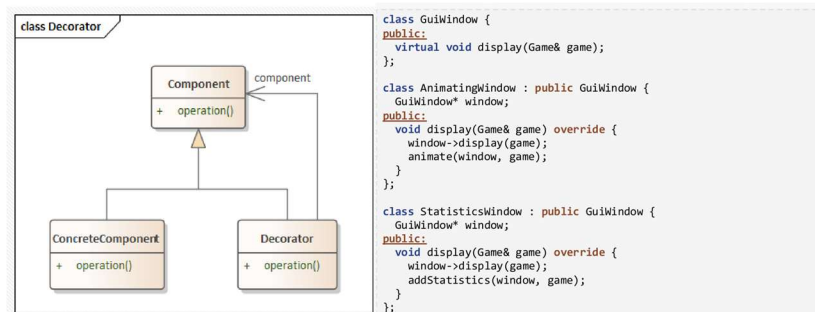 class Decorator
Component
+ operation()
component
ConcreteComponent
+ operation()
Decorator
+ operation()
class GuiWindow {
public:
  virtual void display(Game& game);
};
class AnimatingWindow : public GuiWindow {
  GuiWindow* window;
public:
  void display(Game& game) override {
    window->display(game);
    animate(window, game);
  }
};
class StatisticsWindow : public GuiWindow {
  GuiWindow* window;
public:
  void display(Game& game) override {
    window->display(game);
    addStatistics(window, game);
  }
};